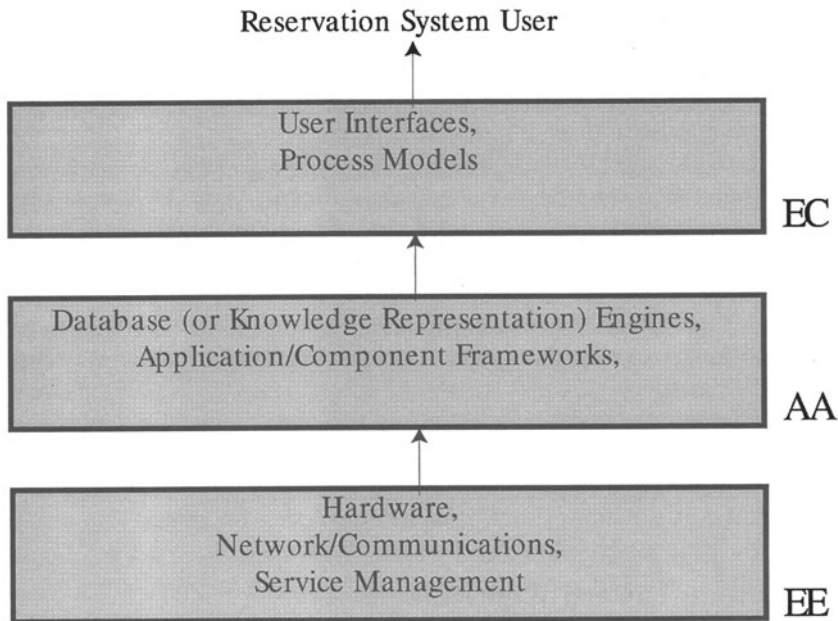 Reservation System User
User Interfaces,
Process Models
EC
Database (or Knowledge Representation) Engines,
Application/Component Frameworks,
AA
Hardware,
Network/Communications,
Service Management
EE